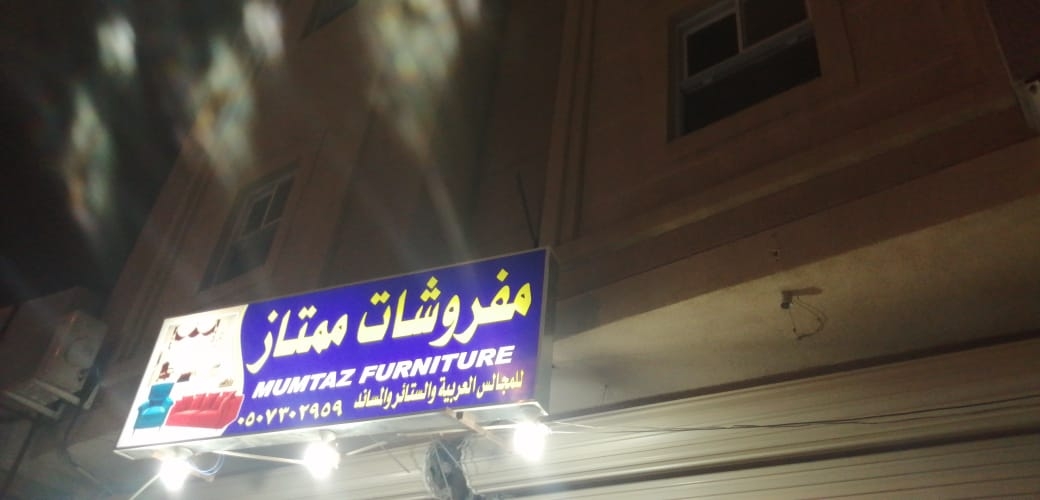 مفروشات ممتاز
MUMTAZ FURNITURE
للمجالس العربية والستائر والمساند
٠٥٠٧٣٠٢٩٥٩